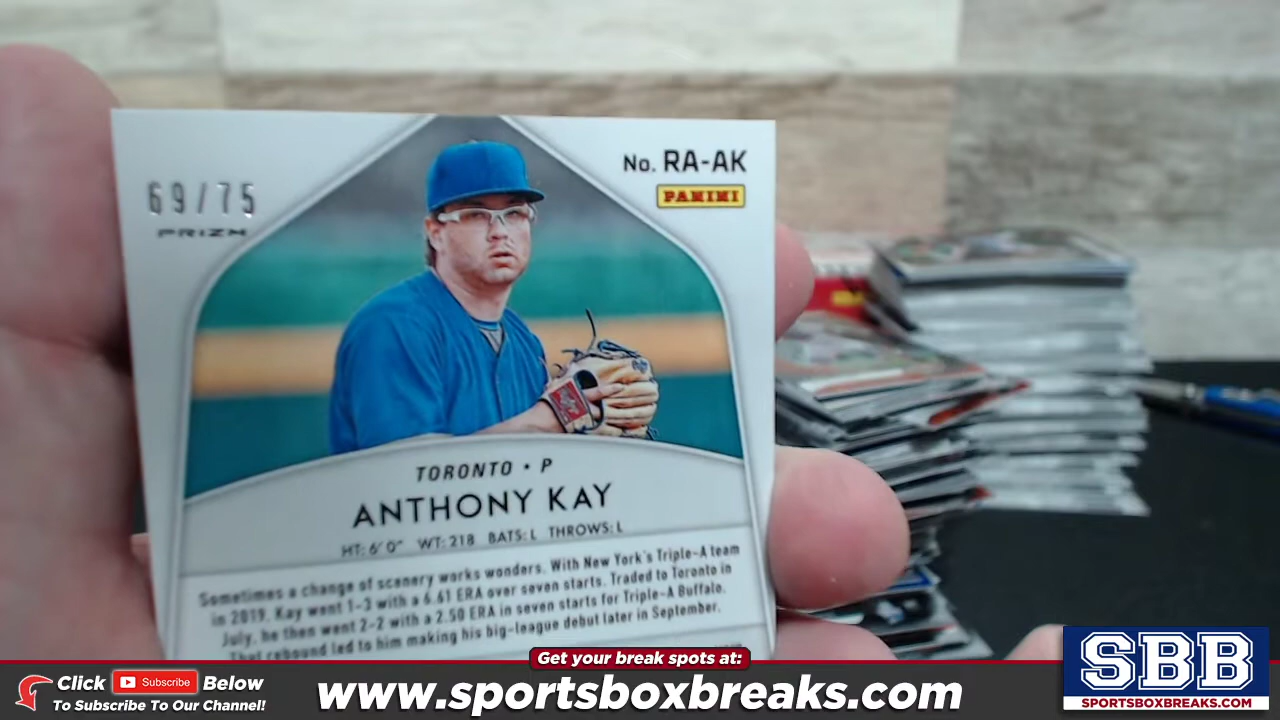 69/75
PRIZM
No. RA-AK
PANINI
TORONTO • P
ANTHONY KAY
HT: 6' 0" WT: 218 BATS: L THROWS: L
Sometimes a change of scenery works wonders. With New York's Triple-A team
in 2019, Kay went 1-3 with a 6.61 ERA over seven starts. Traded to Toronto in
July, he then went 2-2 with a 2.50 ERA in seven starts for Triple-A Buffalo.
That rebound led to him making his big-league debut later in September.
Get your break spots at:
Click Subscribe Below
To Subscribe To Our Channel!
www.sportsboxbreaks.com
SBB
SPORTSBOXBREAKS.COM